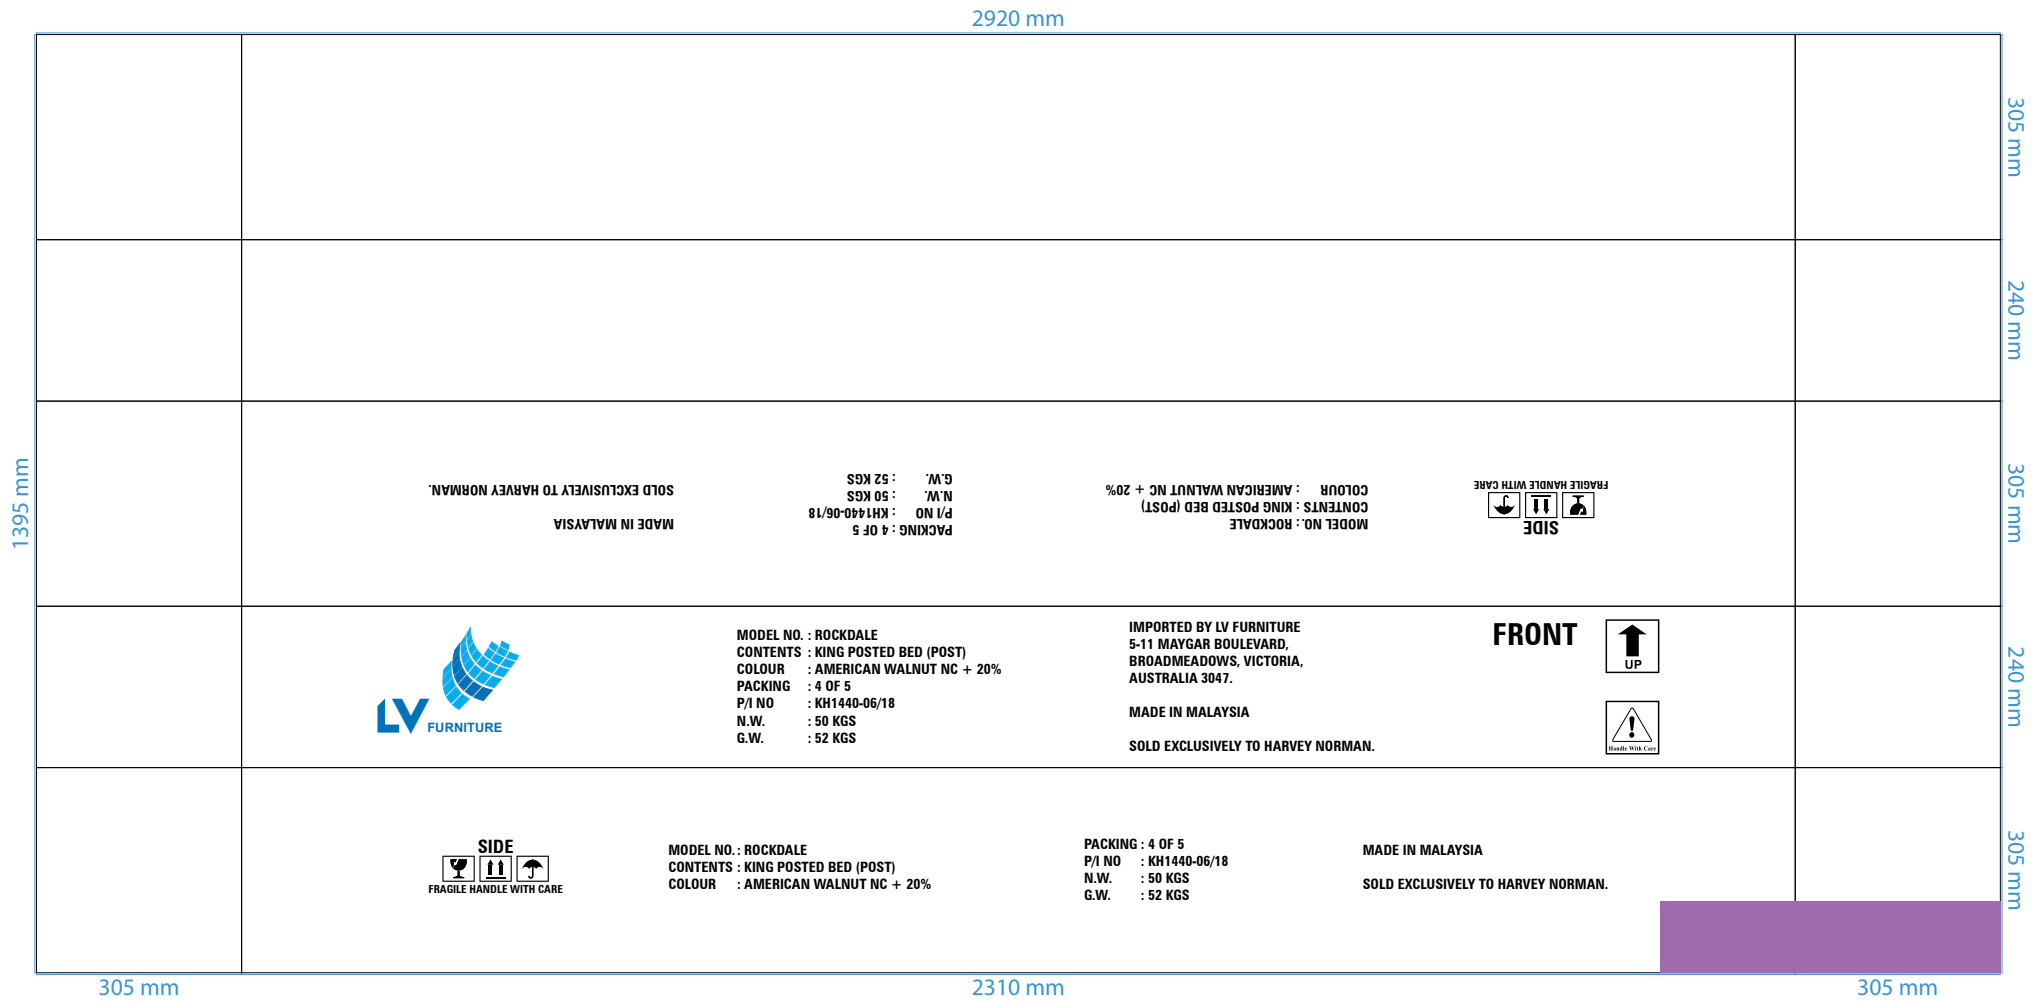 2920 mm
305 mm
240 mm
305 mm
240 mm
305 mm
1395 mm
SIDE
FRAGILE HANDLE WITH CARE
MODEL NO. : ROCKDALE
CONTENTS : KING POSTED BED (POST)
COLOUR : AMERICAN WALNUT NC + 20%
PACKING : 4 OF 5
P/I NO : KH1440-06/18
N.W. : 50 KGS
G.W. : 52 KGS
MADE IN MALAYSIA
SOLD EXCLUSIVELY TO HARVEY NORMAN.
LV FURNITURE
MODEL NO. : ROCKDALE
CONTENTS : KING POSTED BED (POST)
COLOUR : AMERICAN WALNUT NC + 20%
PACKING : 4 OF 5
P/I NO : KH1440-06/18
N.W. : 50 KGS
G.W. : 52 KGS
IMPORTED BY LV FURNITURE
5-11 MAYGAR BOULEVARD,
BROADMEADOWS, VICTORIA,
AUSTRALIA 3047.
MADE IN MALAYSIA
SOLD EXCLUSIVELY TO HARVEY NORMAN.
FRONT
UP
Handle With Care
SIDE
FRAGILE HANDLE WITH CARE
MODEL NO. : ROCKDALE
CONTENTS : KING POSTED BED (POST)
COLOUR : AMERICAN WALNUT NC + 20%
PACKING : 4 OF 5
P/I NO : KH1440-06/18
N.W. : 50 KGS
G.W. : 52 KGS
MADE IN MALAYSIA
SOLD EXCLUSIVELY TO HARVEY NORMAN.
305 mm
2310 mm
305 mm